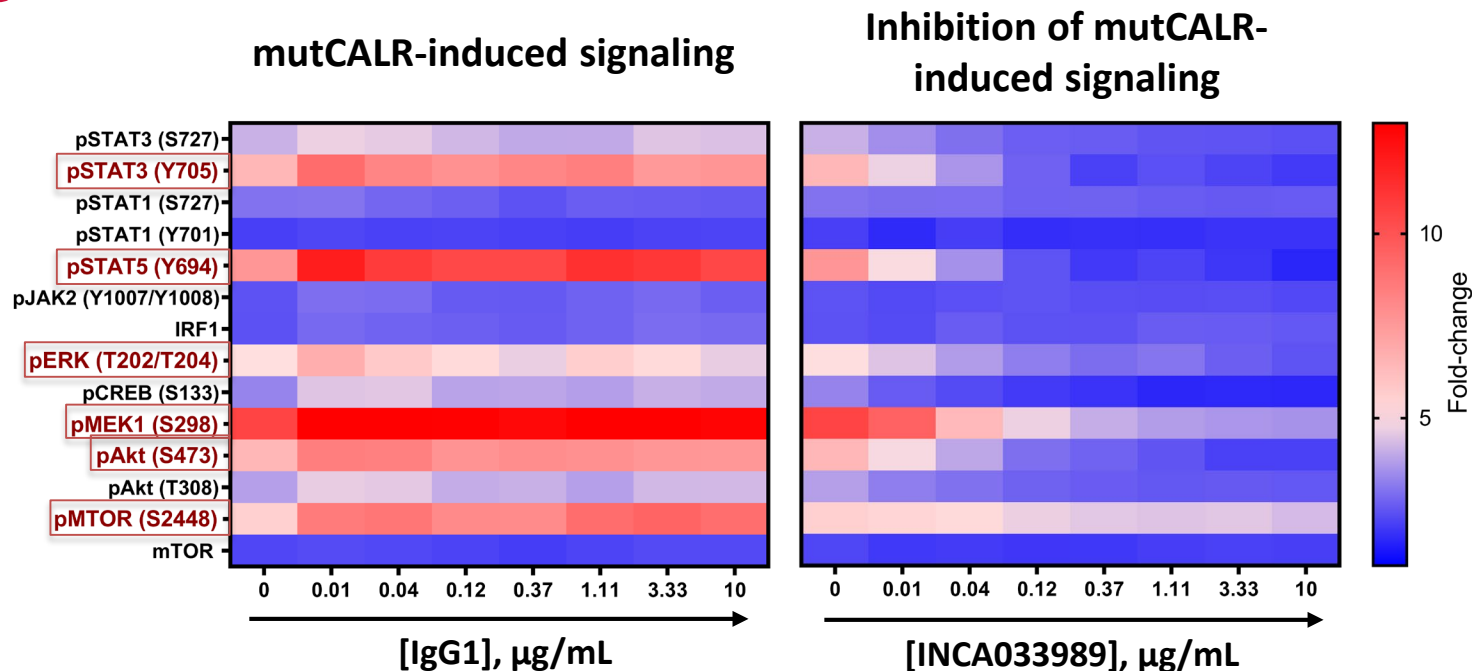 mutCALR-induced signaling
Inhibition of mutCALR-
induced signaling
pSTAT3 (S727)
pSTAT3 (Y705)
pSTAT1 (S727)
pSTAT1 (Y701)
pSTAT5 (Y694)
pJAK2 (Y1007/Y1008)
IRF1
pERK (T202/T204)
pCREB (S133)
pMEK1 (S298)
pAkt (S473)
pAkt (T308)
pMTOR (S2448)
mTOR
0 0.01 0.04 0.12 0.37 1.11 3.33 10
[IgG1], µg/mL
0 0.01 0.04 0.12 0.37 1.11 3.33 10
[INCA033989], µg/mL
10
5
Fold-change